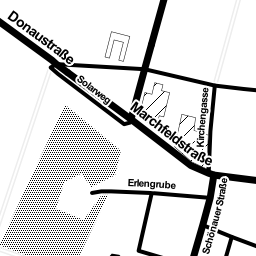 Donaustraße
Solarweg
Marchfeldstraße
Kirchengasse
Erlengrube
Schönauer Straße